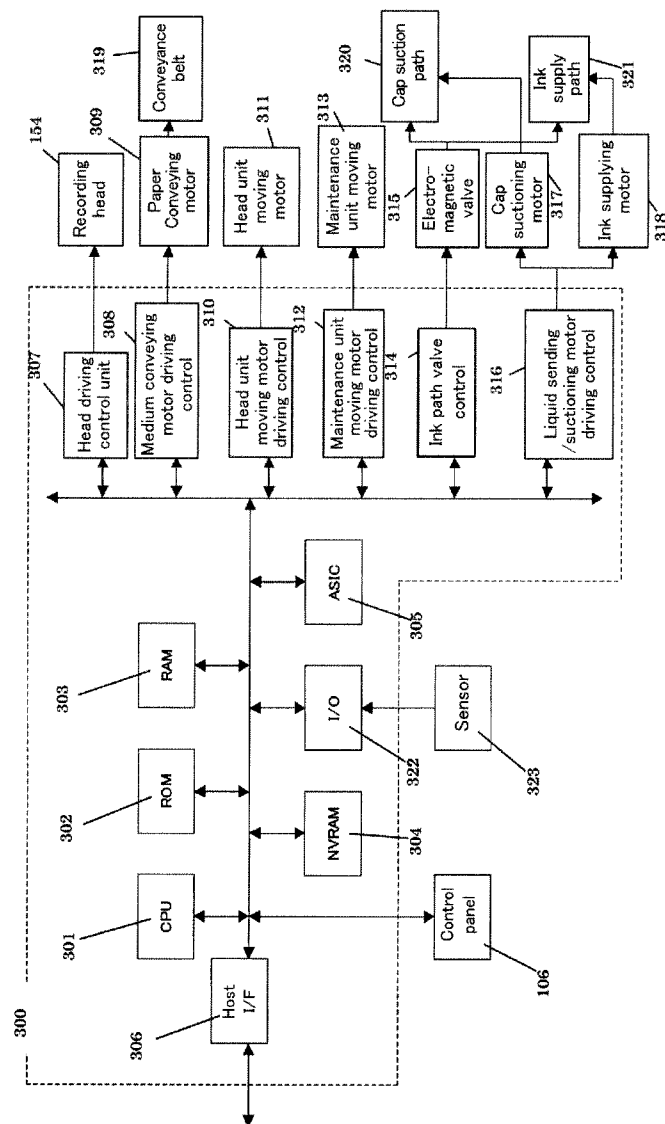 300
301
CPU
302
ROM
303
RAM
306
Host
I/F
NVRAM
304
I/O
322
ASIC
305
Control
panel
106
Sensor
323
307
Head driving
control unit
308
Medium conveying
motor driving
control
310
Head unit
moving motor
driving control
312
Maintenance unit
moving motor
driving control
314
Ink path valve
control
316
Liquid sending
/suctioning motor
driving control
154
Recording
head
309
Paper
Conveying
motor
319
Conveyance
belt
311
Head unit
moving
motor
313
Maintenance
unit moving
motor
315
Electro-
magnetic
valve
317
Cap
suctioning
motor
318
Ink supplying
motor
320
Cap suction
path
321
Ink
supply
path